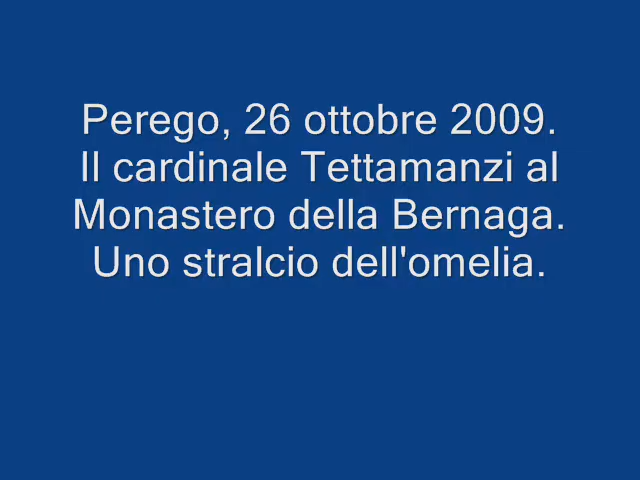 Perego, 26 ottobre 2009.
Il cardinale Tettamanzi al
Monastero della Bernaga.
Uno stralcio dell'omelia.